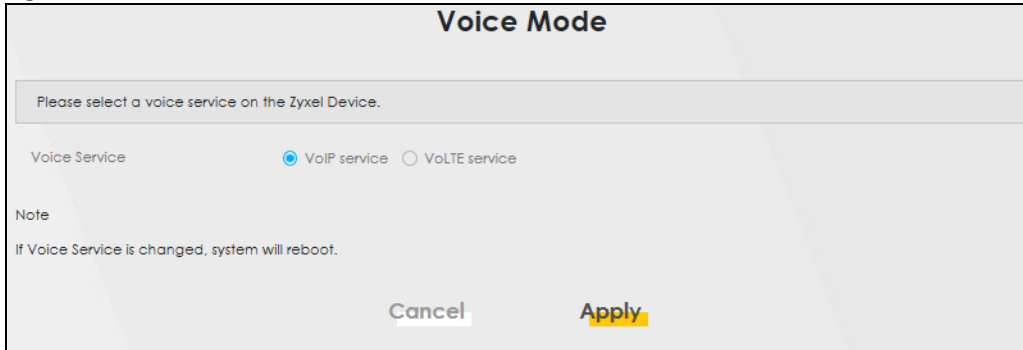 Voice Mode
Please select a voice service on the Zyxel Device.
Voice Service VoIP service VoLTE service
Note
If Voice Service is changed, system will reboot.
Cancel Apply